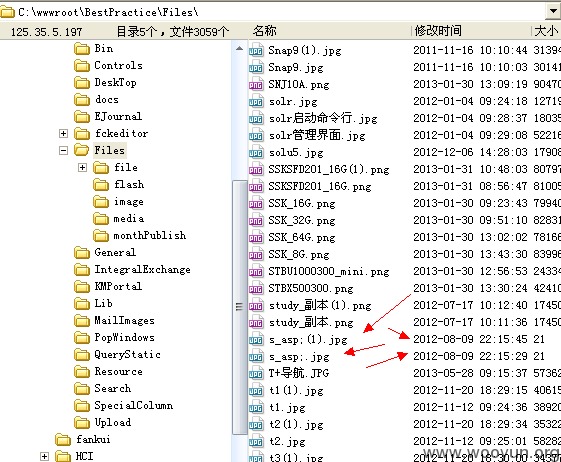 C:\wwwroot\BestPractice\Files\
125.35.5.197 目录5个，文件3059个
名称 修改时间 大小
Bin
Controls
DeskTop
docs
EJournal
fckeditor
Files
file
flash
image
media
monthPublish
General
IntegralExchange
KMPortal
Lib
MailImages
PopWindows
QueryStatic
Resource
Search
SpecialColumn
Upload
fankui
HCI
Snap9(1).jpg 2011-11-16 10:10:44 31394
Snap9.jpg 2011-11-16 10:10:00 30141
SNJ10A.png 2013-01-30 13:09:19 90470
solr.jpg 2012-01-04 09:24:18 12719
solr启动命令行.jpg 2012-01-04 09:28:37 18035
solr管理界面.jpg 2012-01-04 09:29:08 52216
solu5.jpg 2012-12-06 14:28:03 17908
SSKSFD201_16G(1).png 2013-01-31 10:48:03 80797
SSKSFD201_16G.png 2013-01-31 08:56:47 81005
SSK_16G.png 2013-01-30 09:23:43 79940
SSK_32G.png 2013-01-30 09:51:10 82831
SSK_64G.png 2013-01-30 13:02:02 78166
SSK_8G.png 2013-01-30 13:43:30 83996
STBU1000300_mini.png 2013-01-30 12:56:53 24334
STBX500300.png 2013-01-30 13:30:24 42410
study_副本(1).png 2012-07-17 10:12:40 17450
study_副本.png 2012-07-17 10:11:36 17450
s_asp;(1).jpg 2012-08-09 22:15:45 21
s_asp;.jpg 2012-08-09 22:15:29 21
T+导航.JPG 2013-05-28 09:15:37 57362
t1(1).jpg 2012-11-20 18:29:15 40615
t1.jpg 2012-11-12 09:24:36 38920
t2(1).jpg 2012-11-20 18:29:34 35322
t2.jpg 2012-11-12 09:25:01 58282
t3(1).jpg
www.wooyun.org